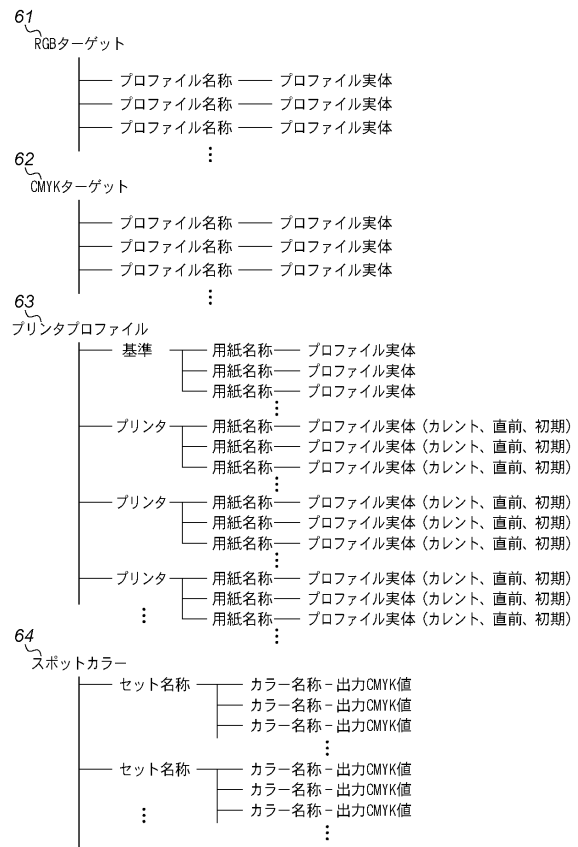 61
RGBターゲット
プロファイル名称 プロファイル実体
プロファイル名称 プロファイル実体
プロファイル名称 プロファイル実体
⋮
62
CMYKターゲット
プロファイル名称 プロファイル実体
プロファイル名称 プロファイル実体
プロファイル名称 プロファイル実体
⋮
63
プリンタプロファイル
基準 用紙名称 プロファイル実体
用紙名称 プロファイル実体
用紙名称 プロファイル実体
⋮
プリンタ 用紙名称 プロファイル実体(カレント、直前、初期)
用紙名称 プロファイル実体(カレント、直前、初期)
用紙名称 プロファイル実体(カレント、直前、初期)
⋮
プリンタ 用紙名称 プロファイル実体(カレント、直前、初期)
用紙名称 プロファイル実体(カレント、直前、初期)
用紙名称 プロファイル実体(カレント、直前、初期)
⋮
プリンタ 用紙名称 プロファイル実体(カレント、直前、初期)
用紙名称 プロファイル実体(カレント、直前、初期)
⋮ 用紙名称 プロファイル実体(カレント、直前、初期)
⋮
64
スポットカラー
セット名称 カラー名称-出力CMYK値
カラー名称-出力CMYK値
カラー名称-出力CMYK値
⋮
セット名称 カラー名称-出力CMYK値
カラー名称-出力CMYK値
⋮ カラー名称-出力CMYK値
⋮